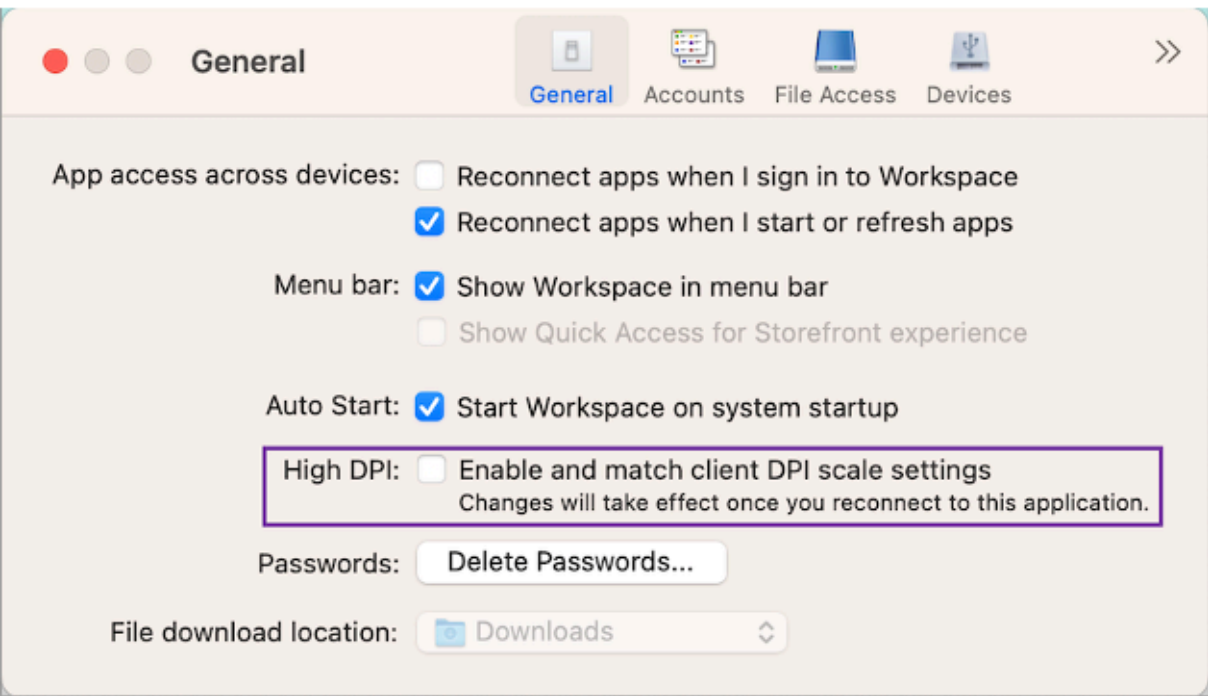 General
General Accounts File Access Devices
App access across devices: Reconnect apps when I sign in to Workspace
Reconnect apps when I start or refresh apps
Menu bar: Show Workspace in menu bar
Show Quick Access for Storefront experience
Auto Start: Start Workspace on system startup
High DPI: Enable and match client DPI scale settings
Changes will take effect once you reconnect to this application.
Passwords: Delete Passwords...
File download location: Downloads